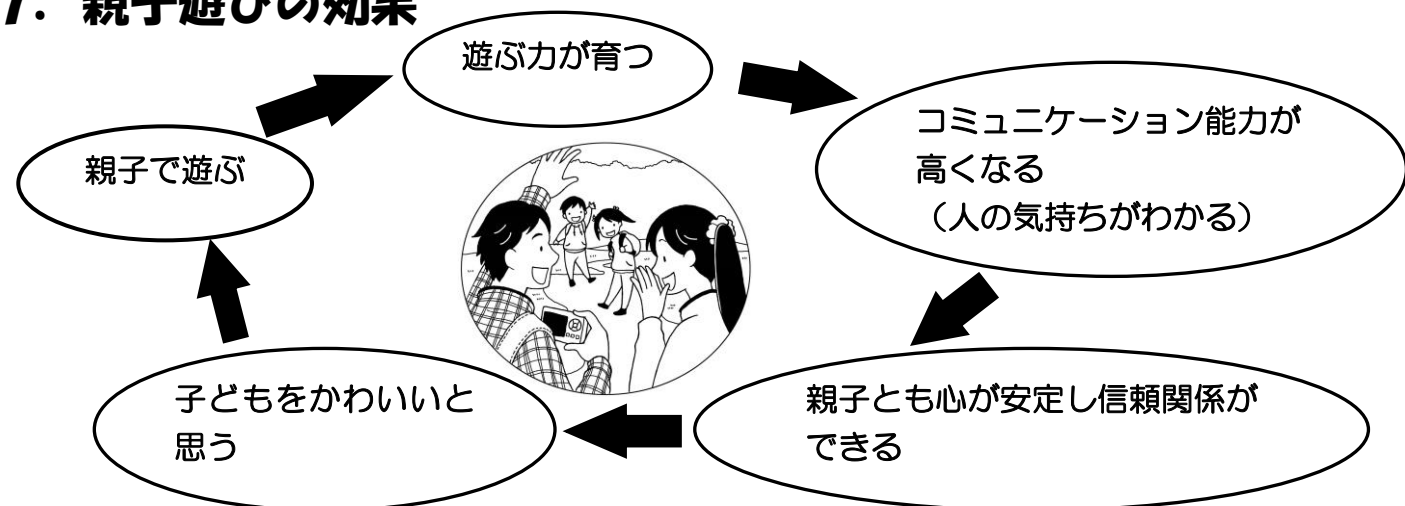 親子遊びの効果
遊ぶ力が育つ
コミュニケーション能力が
高くなる
（人の気持ちがわかる）
親子とも心が安定し信頼関係が
できる
子どもをかわいいと
思う
親子で遊ぶ